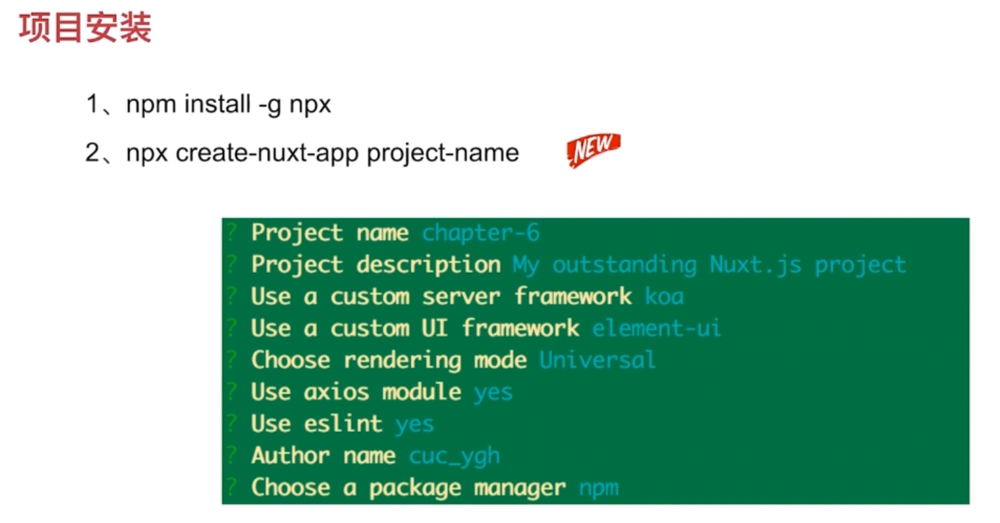 项目安装
1、npm install -g npx
2、npx create-nuxt-app project-name NEW
? Project name chapter-6
? Project description My outstanding Nuxt.js project
? Use a custom server framework koa
? Use a custom UI framework element-ui
? Choose rendering mode Universal
? Use axios module yes
? Use eslint yes
? Author name cuc_ygh
? Choose a package manager npm